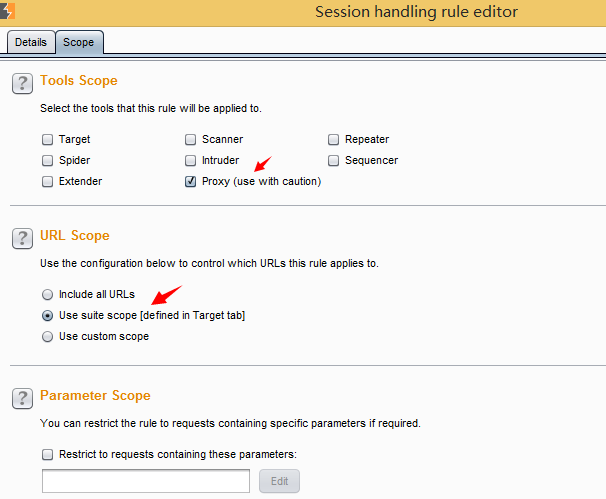 Session handling rule editor
Details Scope
? Tools Scope
Select the tools that this rule will be applied to.
Target Scanner Repeater
Spider Intruder Sequencer
Extender Proxy (use with caution)
? URL Scope
Use the configuration below to control which URLs this rule applies to.
Include all URLs
Use suite scope [defined in Target tab]
Use custom scope
? Parameter Scope
You can restrict the rule to requests containing specific parameters if required.
Restrict to requests containing these parameters:
Edit